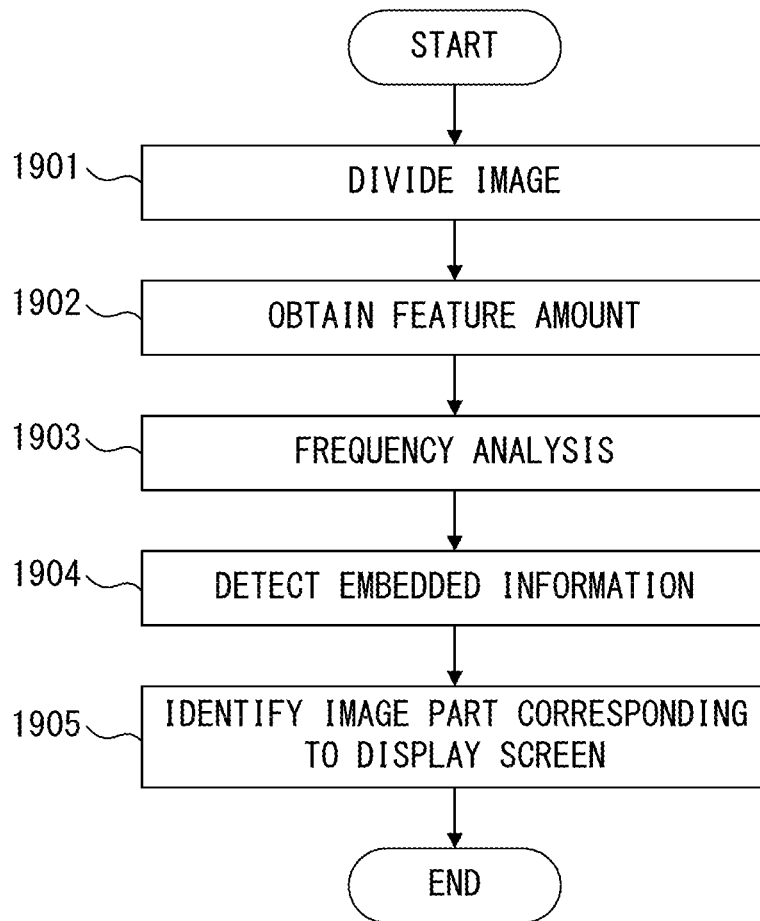 START
1901
DIVIDE IMAGE
1902
OBTAIN FEATURE AMOUNT
1903
FREQUENCY ANALYSIS
1904
DETECT EMBEDDED INFORMATION
1905
IDENTIFY IMAGE PART CORRESPONDING
TO DISPLAY SCREEN
END